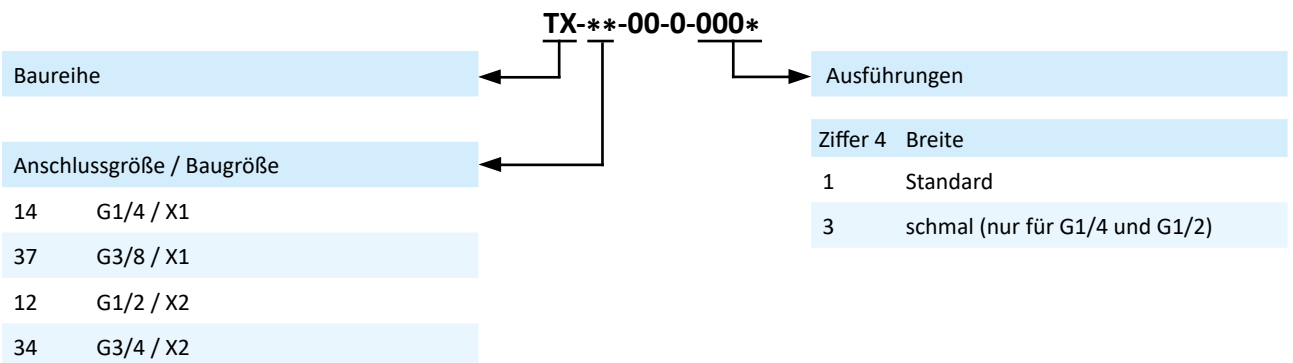 TX-**-00-0-000*
Baureihe
Anschlussgröße / Baugröße
14 G1/4 / X1
37 G3/8 / X1
12 G1/2 / X2
34 G3/4 / X2
Ausführungen
Ziffer 4 Breite
1 Standard
3 schmal (nur für G1/4 und G1/2)